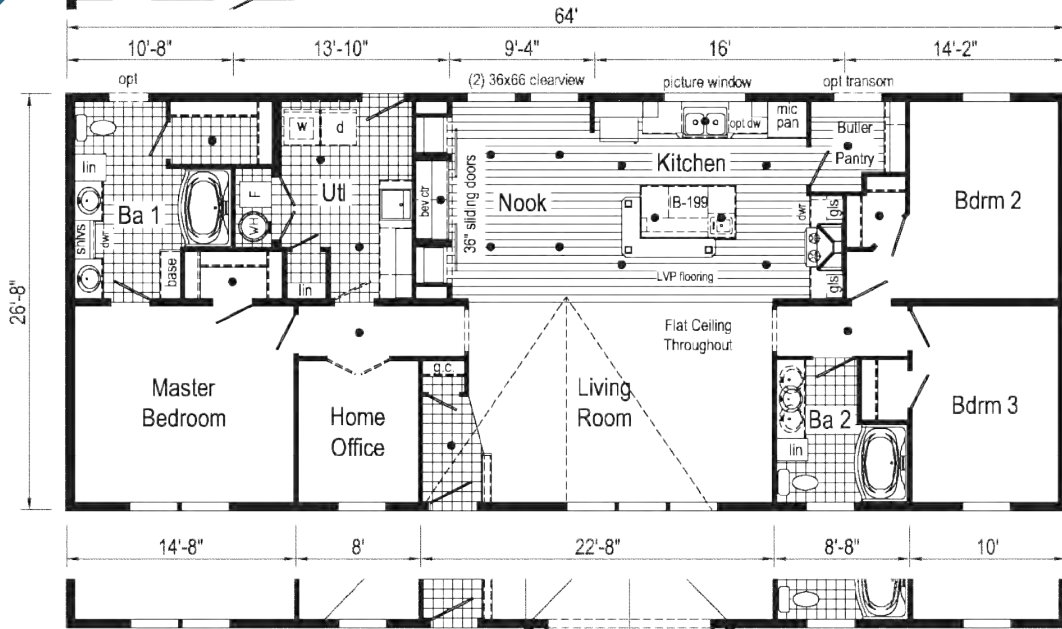 64'
10'-8" 13'-10" 9'-4" 16' 14'-2"
opt (2) 36x66 clearview picture window opt transom
26'-8"
w d
opt dw
mic
pan
Butler
Pantry
lin
Ba 1
shlvs
dwr
base
F
WH
Utl
lin
bev ctr
36" sliding doors
Nook
Kitchen
B-199
dwr
gls
gls
LVP flooring
Bdrm 2
Flat Ceiling
Throughout
Master
Bedroom
Home
Office
g.c.
Living
Room
Ba 2
lin
Bdrm 3
14'-8" 8' 22'-8" 8'-8" 10'